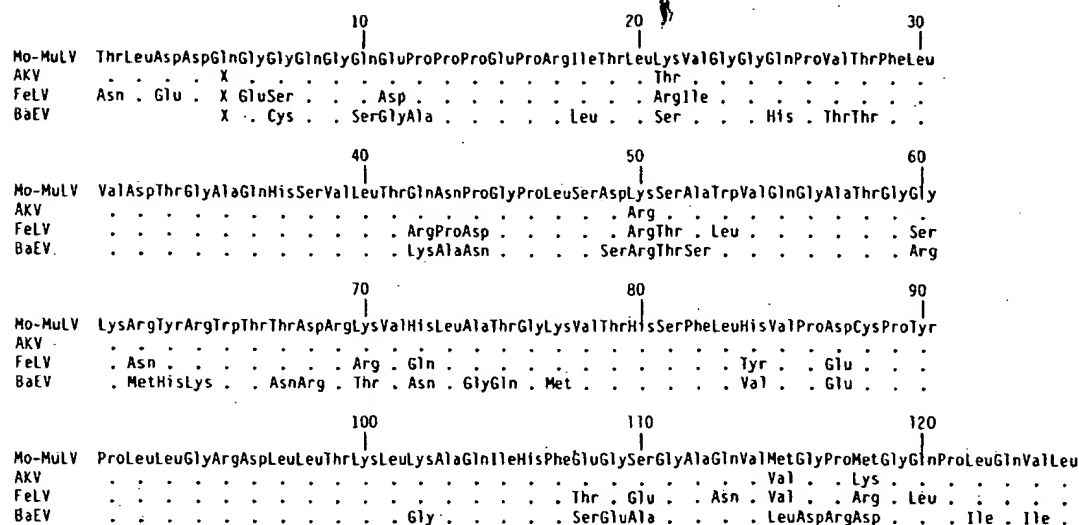 10 20 30
Mo-MuLV ThrLeuAspAspGlnGlyGlyGlnGlyGlnGluProProProGluProArgIleThrLeuLysValGlyGlyGlnProValThrPheLeu
AKV . . . . X . . . . . . . . . . . . . . . Thr . . . . . . . . .
FeLV Asn . Glu . X GluSer . . . Asp . . . . . . . . . ArgIle . . . . . . . .
BaEV . . . . X . Cys . . SerGlyAla . . . . . Leu . . Ser . . . His . ThrThr . .
40 50 60
Mo-MuLV ValAspThrGlyAlaGlnHisSerValLeuThrGlnAsnProGlyProLeuSerAspLysSerAlaTrpValGlnGlyAlaThrGlyGly
AKV . . . . . . . . . . . . . . . . . . . Arg . . . . . . . . . .
FeLV . . . . . . . . . . . ArgProAsp . . . . . ArgThr . Leu . . . . . . Ser
BaEV . . . . . . . . . . . LysAlaAsn . . . . SerArgThrSer . . . . . . . Arg
70 80 90
Mo-MuLV LysArgTyrArgTrpThrThrAspArgLysValHisLeuAlaThrGlyLysValThrHisSerPheLeuHisValProAspCysProTyr
AKV . . . . . . . . . . . . . . . . . . . . . . . . . . . . . .
FeLV . Asn . . . . . . . Arg . Gln . . . . . . . . . . . Tyr . . Glu . . .
BaEV . MetHisLys . . AsnArg . Thr . Asn . GlyGln . Met . . . . . . Val . . Glu . . .
100 110 120
Mo-MuLV ProLeuLeuGlyArgAspLeuLeuThrLysLeuLysAlaGlnIleHisPheGluGlySerGlyAlaGlnValMetGlyProMetGlyGlnProLeuGlnValLeu
AKV . . . . . . . . . . . . . . . . . . . . . . . . Val . . Lys . . . . . . .
FeLV . . . . . . . . . . . . . . . . . Thr . Glu . . Asn . Val . . Arg . Leu . . . . .
BaEV . . . . . . . . . . . Gly . . . . . SerGluAla . . . . LeuAspArgAsp . . . Ile . Ile .